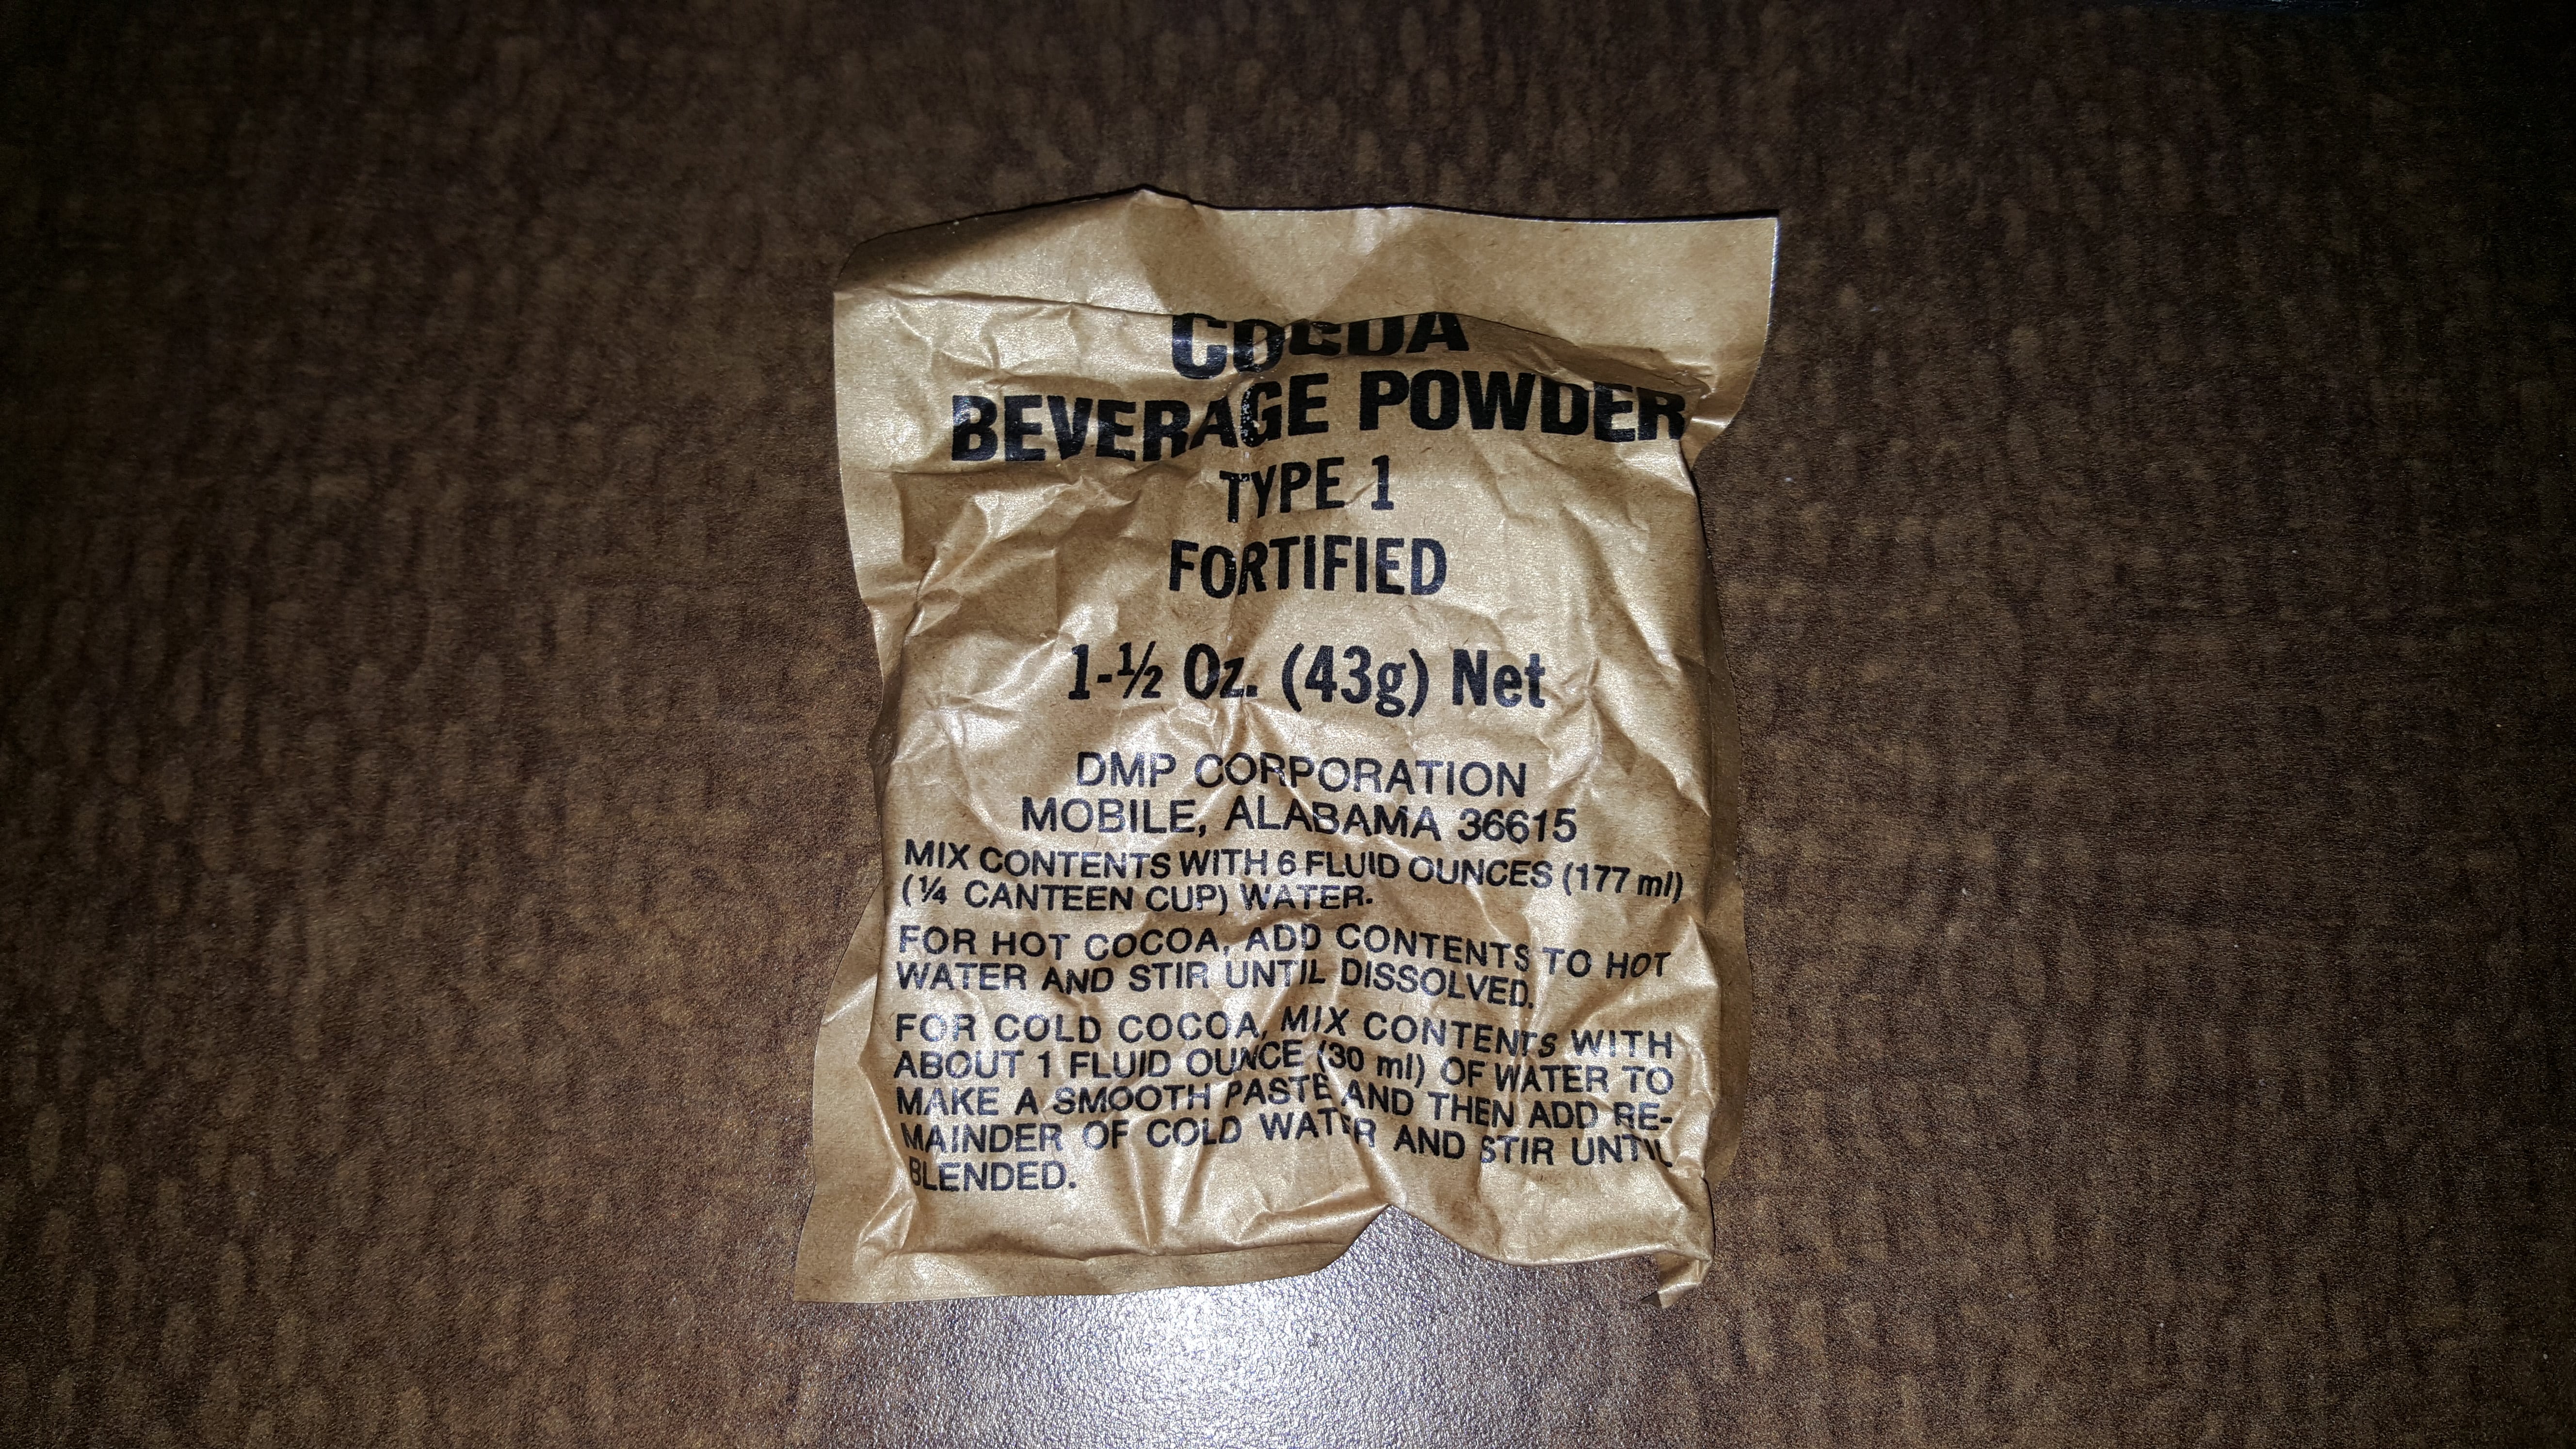 COCOA
BEVERAGE POWDER
TYPE 1
FORTIFIED
1-½ Oz. (43g) Net
DMP CORPORATION
MOBILE, ALABAMA 36615
MIX CONTENTS WITH 6 FLUID OUNCES (177 ml)
(¼ CANTEEN CUP) WATER.
FOR HOT COCOA, ADD CONTENTS TO HOT
WATER AND STIR UNTIL DISSOLVED.
FOR COLD COCOA, MIX CONTENTS WITH
ABOUT 1 FLUID OUNCE (30 ml) OF WATER TO
MAKE A SMOOTH PASTE AND THEN ADD RE-
MAINDER OF COLD WATER AND STIR UNTIL
BLENDED.